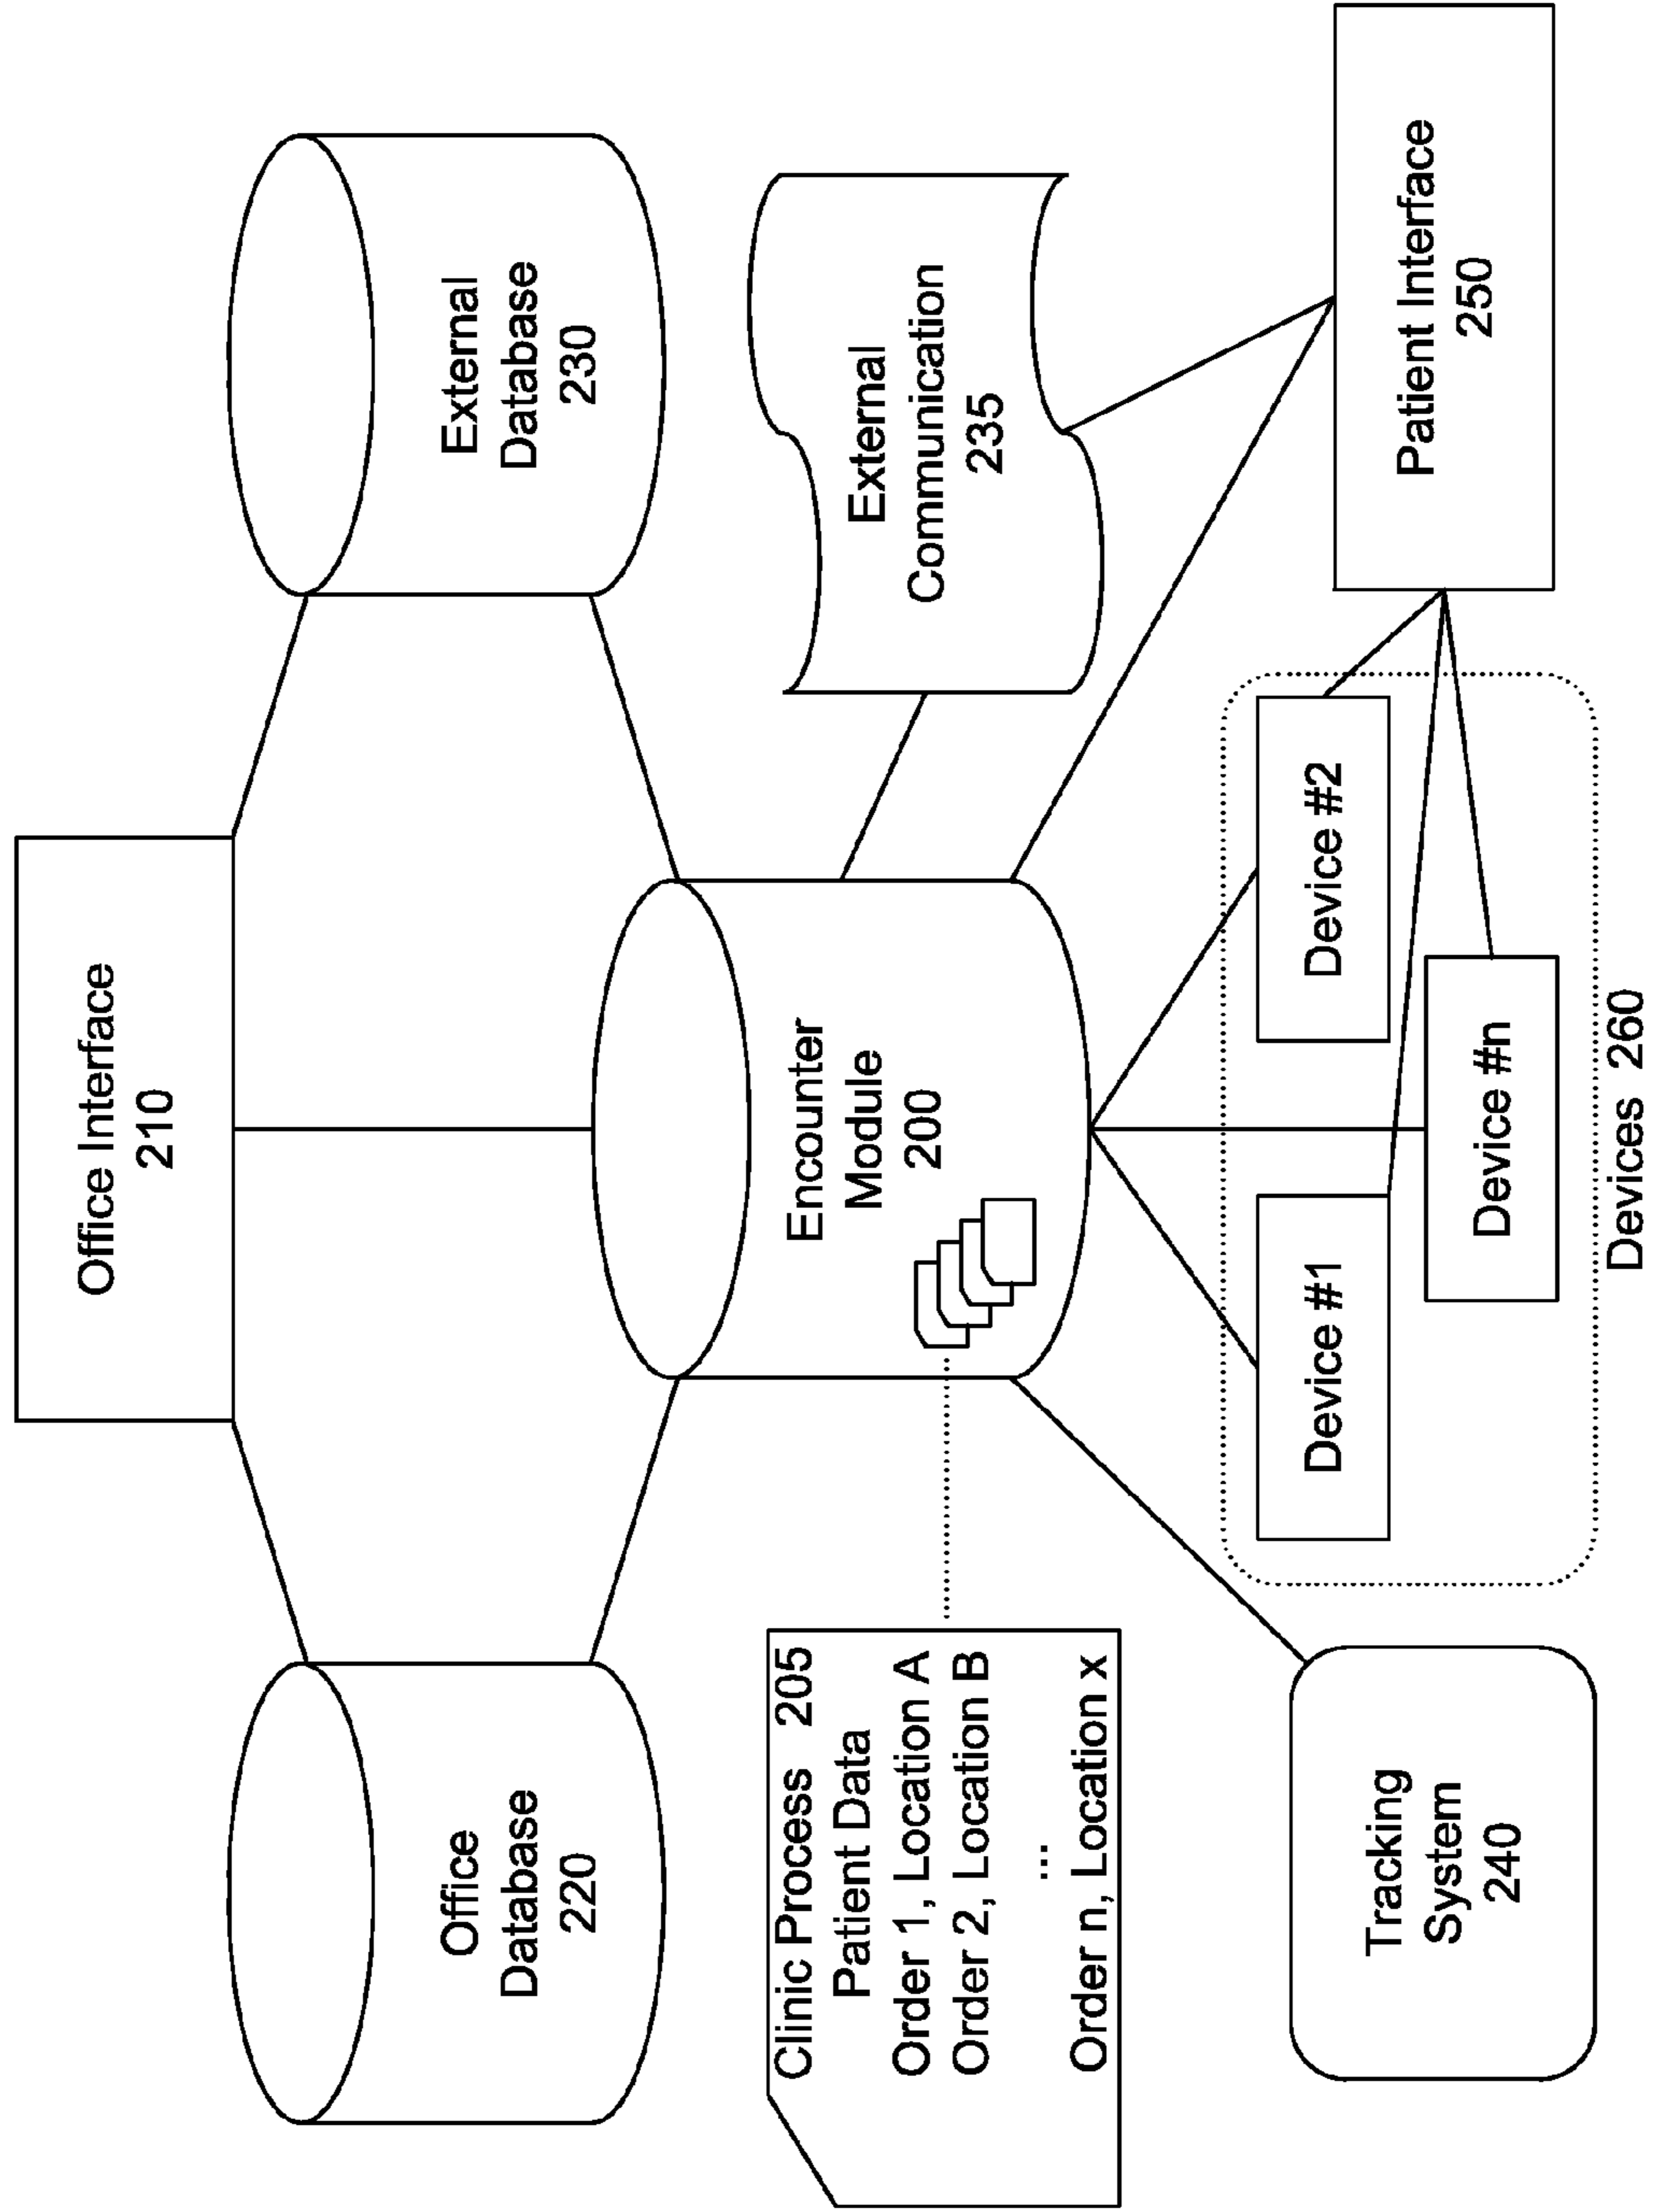 Office Interface
210
Office
Database
220
External
Database
230
Encounter
Module
200
External
Communication
235
Clinic Process 205
Patient Data
Order 1, Location A
Order 2, Location B
...
Order n, Location x
Tracking
System
240
Device #1
Device #2
Device #n
Devices 260
Patient Interface
250